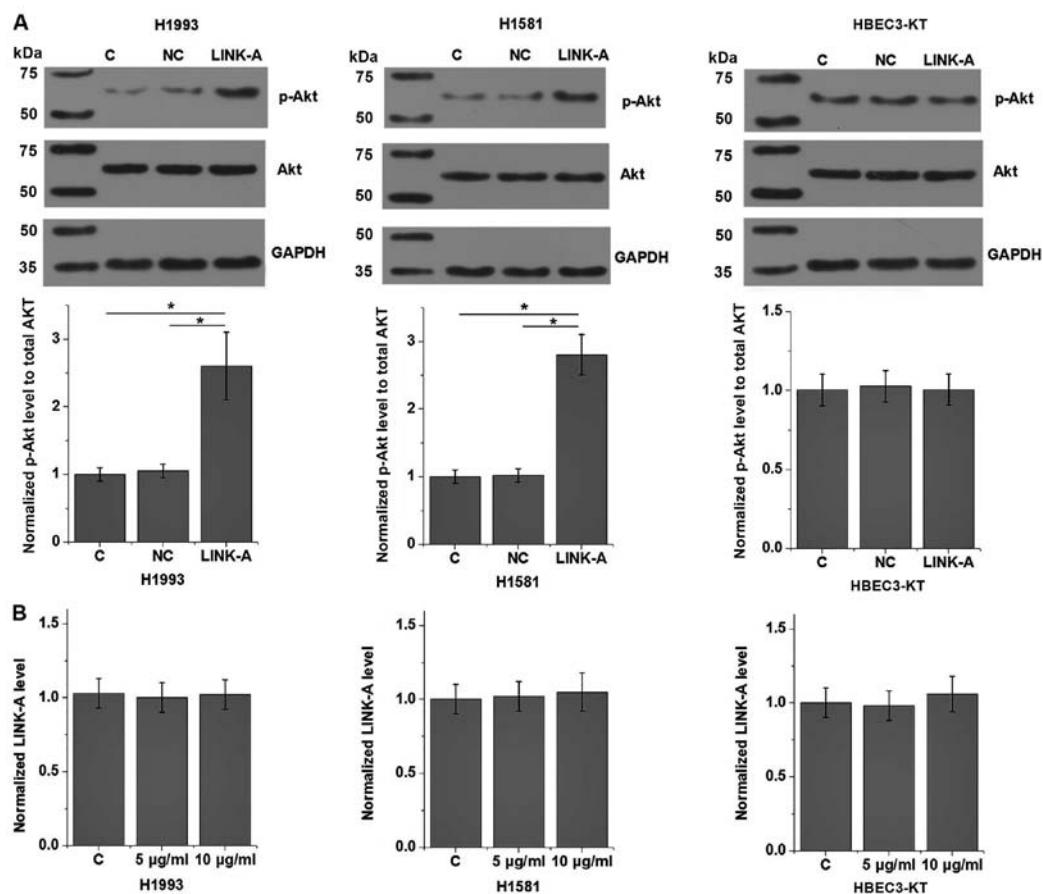 A
H1993
kDa
C NC LINK-A
75
50
p-Akt
75
50
Akt
50
35
GAPDH
H1581
kDa
C NC LINK-A
75
50
p-Akt
75
50
Akt
50
35
GAPDH
HBEC3-KT
kDa
C NC LINK-A
75
50
p-Akt
75
50
Akt
50
35
GAPDH
Normalized p-Akt level to total AKT
3
2
1
0
*
*
C NC LINK-A
H1993
Normalized p-Akt level to total AKT
3
2
1
0
*
*
C NC LINK-A
H1581
Normalized p-Akt level to total AKT
1.5
1.0
0.5
0.0
C NC LINK-A
HBEC3-KT
B
Normalized LINK-A level
1.5
1.0
0.5
0.0
C 5 µg/ml 10 µg/ml
H1993
Normalized LINK-A level
1.5
1.0
0.5
0.0
C 5 µg/ml 10 µg/ml
H1581
Normalized LINK-A level
1.5
1.0
0.5
0.0
C 5 µg/ml 10 µg/ml
HBEC3-KT